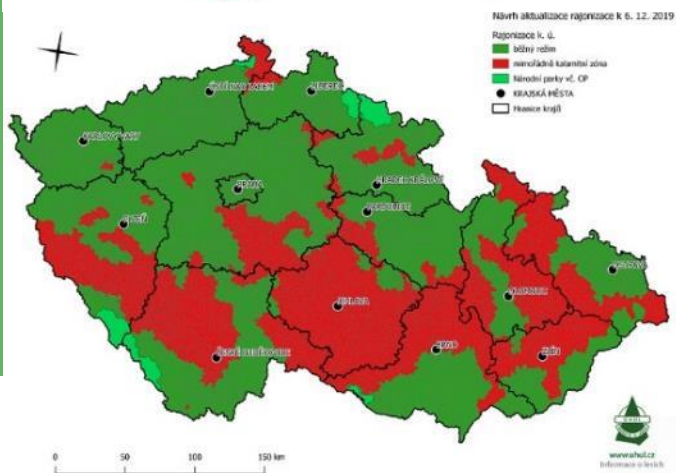 Návrh aktualizace rajonizace k 6. 12. 2019
Rajonizace k. ú.
běžný režim
mimořádně kalamitní zóna
Národní parky vč. OP
KRAJSKÁ MĚSTA
Hranice krajů
ÚSTÍ NAD LABEM
LIBEREC
KARLOVY VARY
HRADEC KRÁLOVÉ
PRAHA
PARDUBICE
PLZEŇ
OSTRAVA
OLOMOUC
JIHLAVA
BRNO
ZLÍN
ČESKÉ BUDĚJOVICE
0 50 100 150 km
www.uhul.cz
Informace o lesích